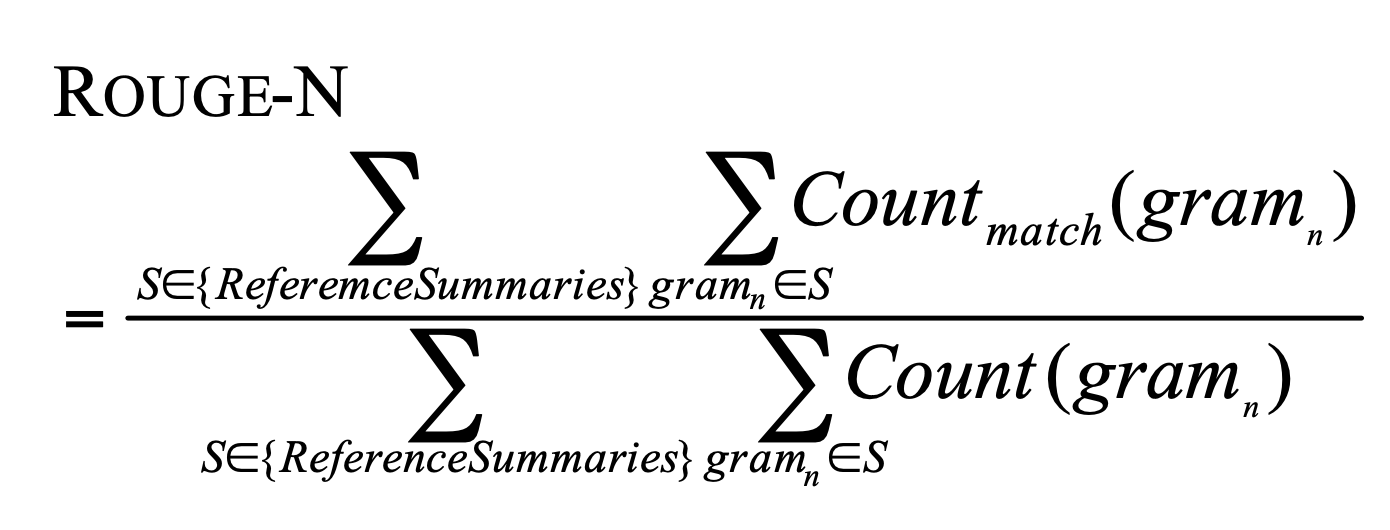 ROUGE-N
∑ ∑ Count_match(gram_n)
S∈{ReferemceSummaries} gram_n∈S
=
∑ ∑ Count(gram_n)
S∈{ReferenceSummaries} gram_n∈S